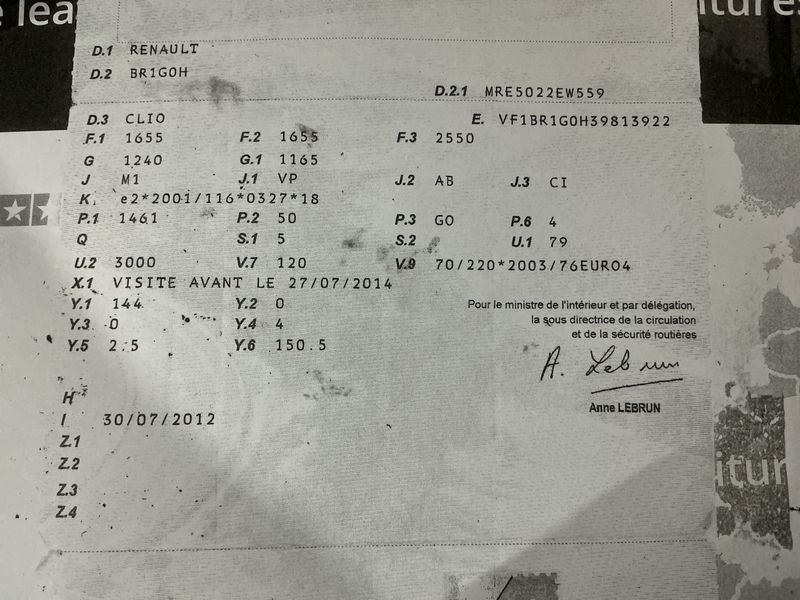 lea
itures
D.1 RENAULT
D.2 BR1G0H
D.2.1 MRE5022EW559
D.3 CLIO E. VF1BR1G0H39813922
F.1 1655 F.2 1655 F.3 2550
G 1240 G.1 1165
J M1 J.1 VP J.2 AB J.3 CI
K. e2*2001/116*0327*18
P.1 1461 P.2 50 P.3 GO P.6 4
Q S.1 5 S.2 U.1 79
U.2 3000 V.7 120 V.9 70/220*2003/76EURO4
X.1 VISITE AVANT LE 27/07/2014
Y.1 144 Y.2 0
Y.3 0 Y.4 4
Y.5 2.5 Y.6 150.5
Pour le ministre de l'intérieur et par délégation,
la sous directrice de la circulation
et de la sécurité routières
A. Lebrun
Anne LEBRUN
H
I 30/07/2012
Z.1
Z.2
Z.3
Z.4
itur